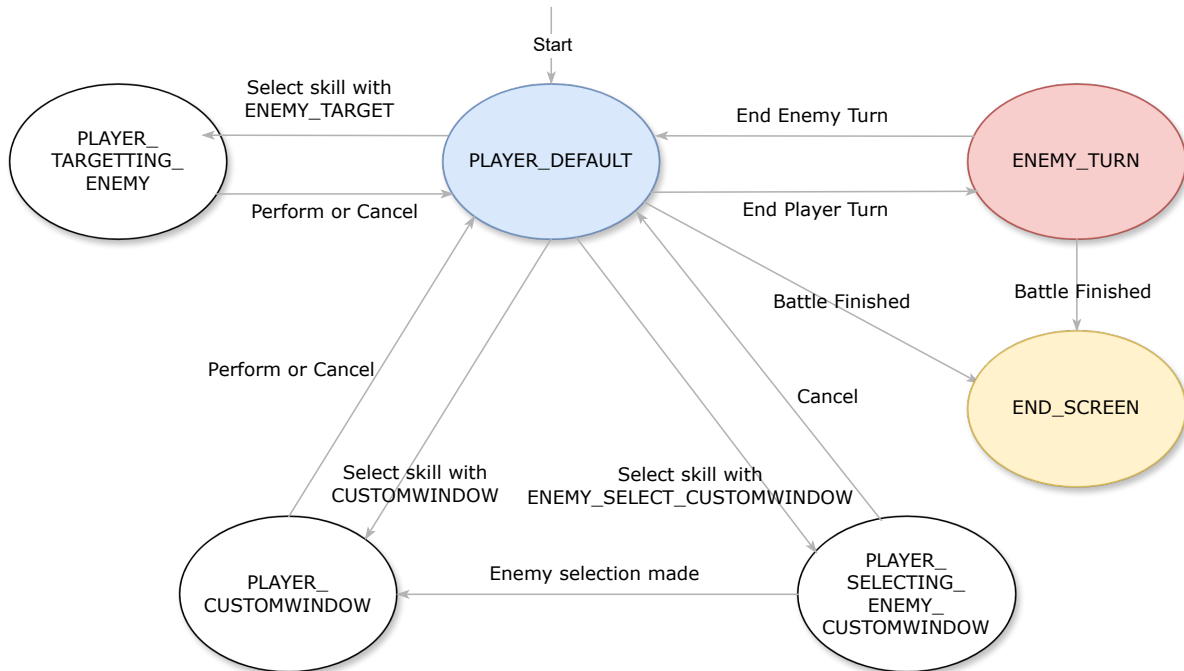 Start
Select skill with
ENEMY_TARGET
End Enemy Turn
PLAYER_
TARGETTING_
ENEMY
PLAYER_DEFAULT
ENEMY_TURN
Perform or Cancel
End Player Turn
Battle Finished
Battle Finished
Perform or Cancel
Cancel
END_SCREEN
Select skill with
CUSTOMWINDOW
Select skill with
ENEMY_SELECT_CUSTOMWINDOW
PLAYER_
CUSTOMWINDOW
Enemy selection made
PLAYER_
SELECTING_
ENEMY_
CUSTOMWINDOW